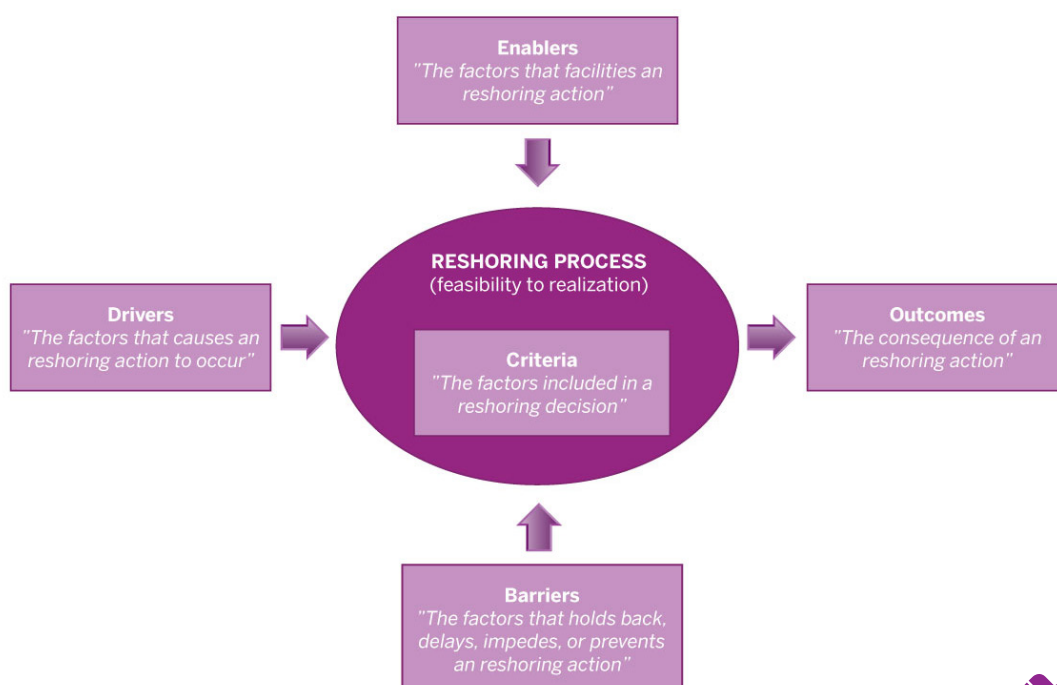 Enablers
"The factors that facilities an
reshoring action"
RESHORING PROCESS
(feasibility to realization)
Drivers
"The factors that causes an
reshoring action to occur"
Criteria
"The factors included in a
reshoring decision"
Outcomes
"The consequence of an
reshoring action"
Barriers
"The factors that holds back,
delays, impedes, or prevents
an reshoring action"